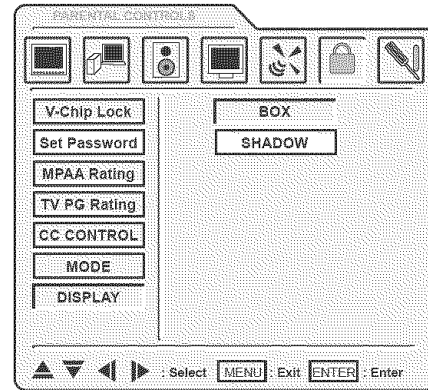 PARENTAL CONTROLS
V-Chip Lock
Set Password
MPAA Rating
TV PG Rating
CC CONTROL
MODE
DISPLAY
BOX
SHADOW
: Select MENU : Exit ENTER : Enter